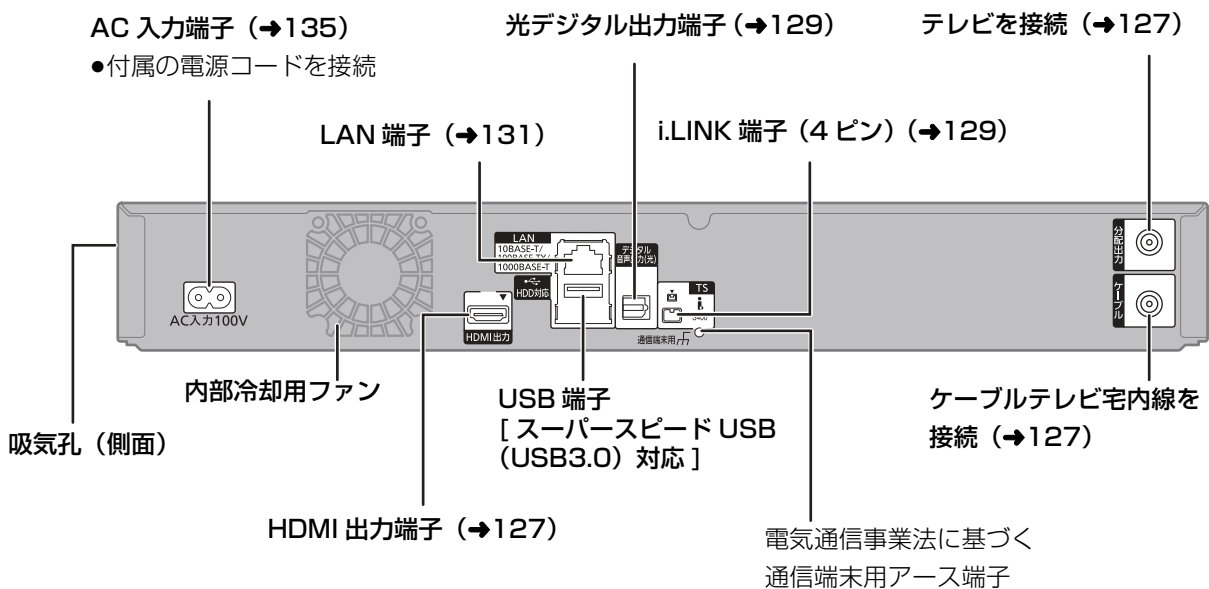 AC 入力端子（➔135）
●付属の電源コードを接続
光デジタル出力端子（➔129）
テレビを接続（➔127）
LAN 端子（➔131）
i.LINK 端子（4 ピン）（➔129）
LAN
10BASE-T/
100BASE-TX/
1000BASE-T
HDD対応
デジタル
音声出力(光)
TS
i.
S400
分配出力
ケーブル
AC入力100V
HDMI出力
通信端末用
内部冷却用ファン
吸気孔（側面）
USB 端子
[ スーパースピード USB
（USB3.0）対応 ]
ケーブルテレビ宅内線を
接続（➔127）
HDMI 出力端子（➔127）
電気通信事業法に基づく
通信端末用アース端子